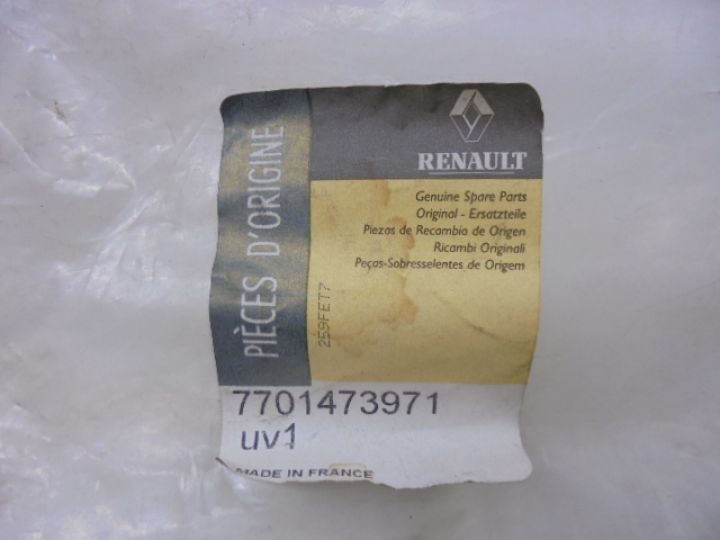 PIÈCES D'ORIGINE
RENAULT
Genuine Spare Parts
Original - Ersatzteile
Piezas de Recambio de Origen
Ricambi Originali
Peças-Sobresselentes de Origem
259FET7
7701473971
uv1
MADE IN FRANCE